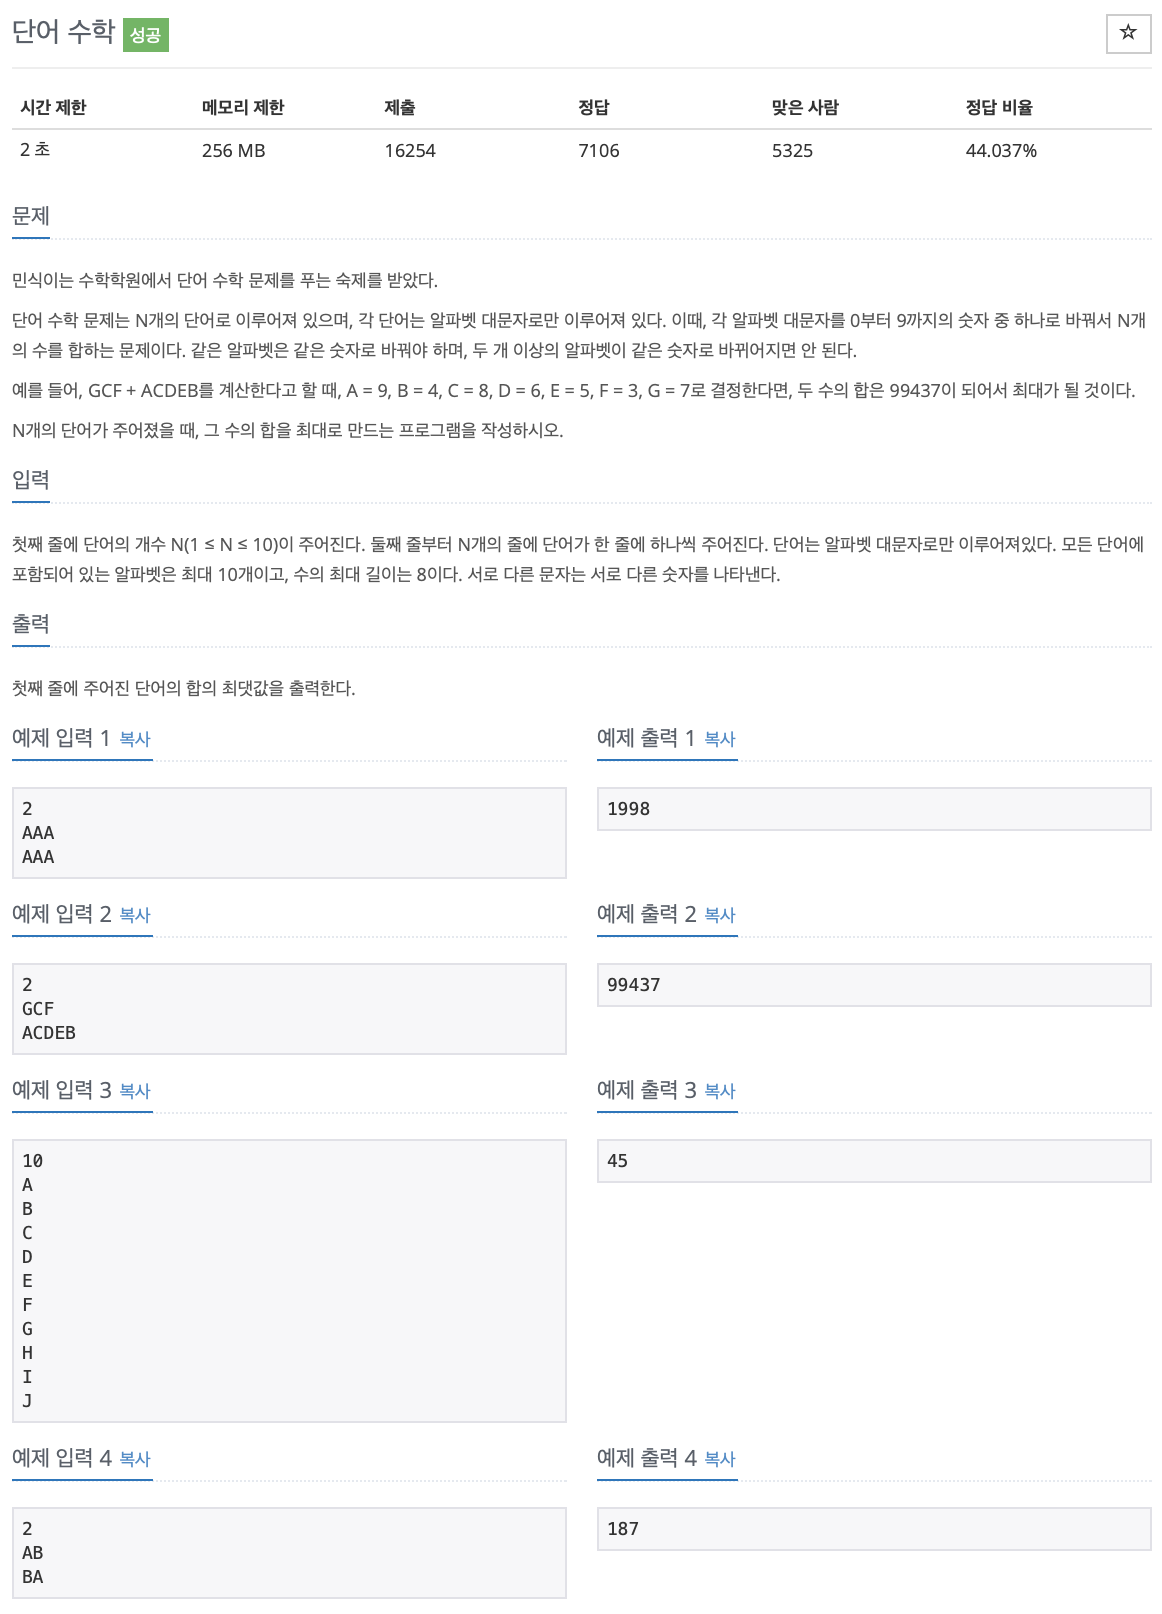 단어 수학 성공
☆
시간 제한 메모리 제한 제출 정답 맞은 사람 정답 비율
2 초 256 MB 16254 7106 5325 44.037%
문제
민식이는 수학학원에서 단어 수학 문제를 푸는 숙제를 받았다.
단어 수학 문제는 N개의 단어로 이루어져 있으며, 각 단어는 알파벳 대문자로만 이루어져 있다. 이때, 각 알파벳 대문자를 0부터 9까지의 숫자 중 하나로 바꿔서 N개
의 수를 합하는 문제이다. 같은 알파벳은 같은 숫자로 바꿔야 하며, 두 개 이상의 알파벳이 같은 숫자로 바뀌어지면 안 된다.
예를 들어, GCF + ACDEB를 계산한다고 할 때, A = 9, B = 4, C = 8, D = 6, E = 5, F = 3, G = 7로 결정한다면, 두 수의 합은 99437이 되어서 최대가 될 것이다.
N개의 단어가 주어졌을 때, 그 수의 합을 최대로 만드는 프로그램을 작성하시오.
입력
첫째 줄에 단어의 개수 N(1 ≤ N ≤ 10)이 주어진다. 둘째 줄부터 N개의 줄에 단어가 한 줄에 하나씩 주어진다. 단어는 알파벳 대문자로만 이루어져있다. 모든 단어에
포함되어 있는 알파벳은 최대 10개이고, 수의 최대 길이는 8이다. 서로 다른 문자는 서로 다른 숫자를 나타낸다.
출력
첫째 줄에 주어진 단어의 합의 최댓값을 출력한다.
예제 입력 1 복사
2
AAA
AAA
예제 출력 1 복사
1998
예제 입력 2 복사
2
GCF
ACDEB
예제 출력 2 복사
99437
예제 입력 3 복사
10
A
B
C
D
E
F
G
H
I
J
예제 출력 3 복사
45
예제 입력 4 복사
2
AB
BA
예제 출력 4 복사
187